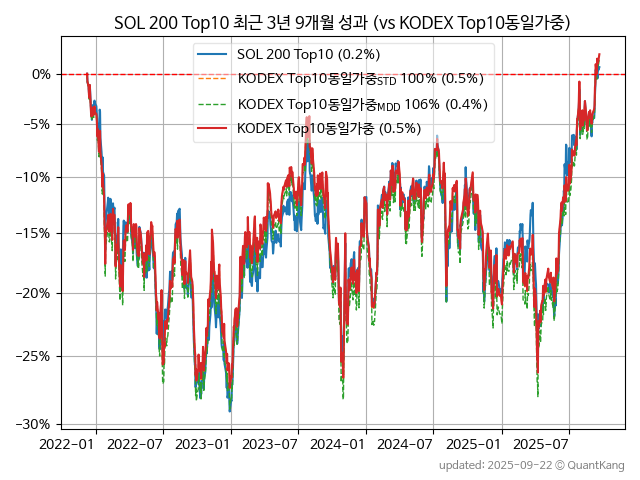 SOL 200 Top10 최근 3년 9개월 성과 (vs KODEX Top10동일가중)
SOL 200 Top10 (0.2%)
KODEX Top10동일가중STD 100% (0.5%)
KODEX Top10동일가중MDD 106% (0.4%)
KODEX Top10동일가중 (0.5%)
0%
−5%
−10%
−15%
−20%
−25%
−30%
2022-01 2022-07 2023-01 2023-07 2024-01 2024-07 2025-01 2025-07
updated: 2025-09-22 © QuantKang